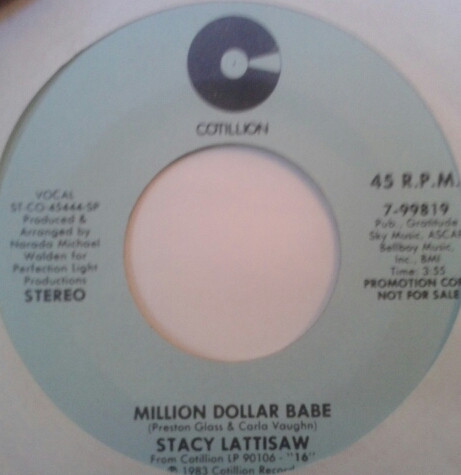 COTILLION
VOCAL
ST-CO-45444-SP
Produced &
Arranged by
Narada Michael
Walden for
Perfection Light
Productions
STEREO
45 R.P.M.
7-99819
Pub., Gratitude
Sky Music, ASCAP
Bellboy Music,
Inc., BMI
Time: 3:55
PROMOTION COP
NOT FOR SALE
MILLION DOLLAR BABE
(Preston Glass & Carla Vaughn)
STACY LATTISAW
From Cotillion LP 90106 - "16"
℗ 1983 Cotillion Record